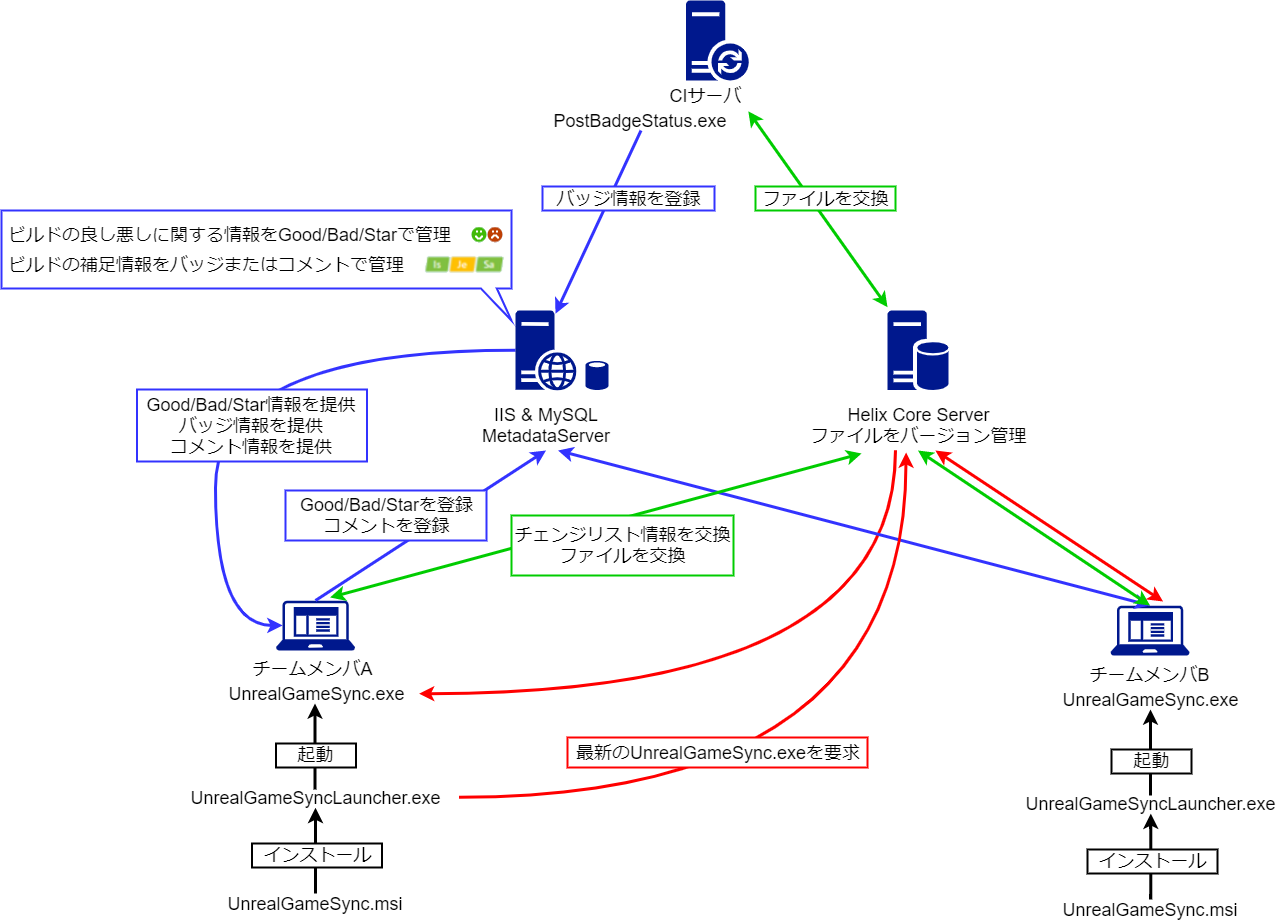 CIサーバ
PostBadgeStatus.exe
バッジ情報を登録
ファイルを交換
ビルドの良し悪しに関する情報をGood/Bad/Starで管理
ビルドの補足情報をバッジまたはコメントで管理
Is Je Sa
Good/Bad/Star情報を提供
バッジ情報を提供
コメント情報を提供
IIS & MySQL
MetadataServer
Helix Core Server
ファイルをバージョン管理
Good/Bad/Starを登録
コメントを登録
チェンジリスト情報を交換
ファイルを交換
チームメンバA
UnrealGameSync.exe
チームメンバB
UnrealGameSync.exe
起動
最新のUnrealGameSync.exeを要求
起動
UnrealGameSyncLauncher.exe
UnrealGameSyncLauncher.exe
インストール
インストール
UnrealGameSync.msi
UnrealGameSync.msi